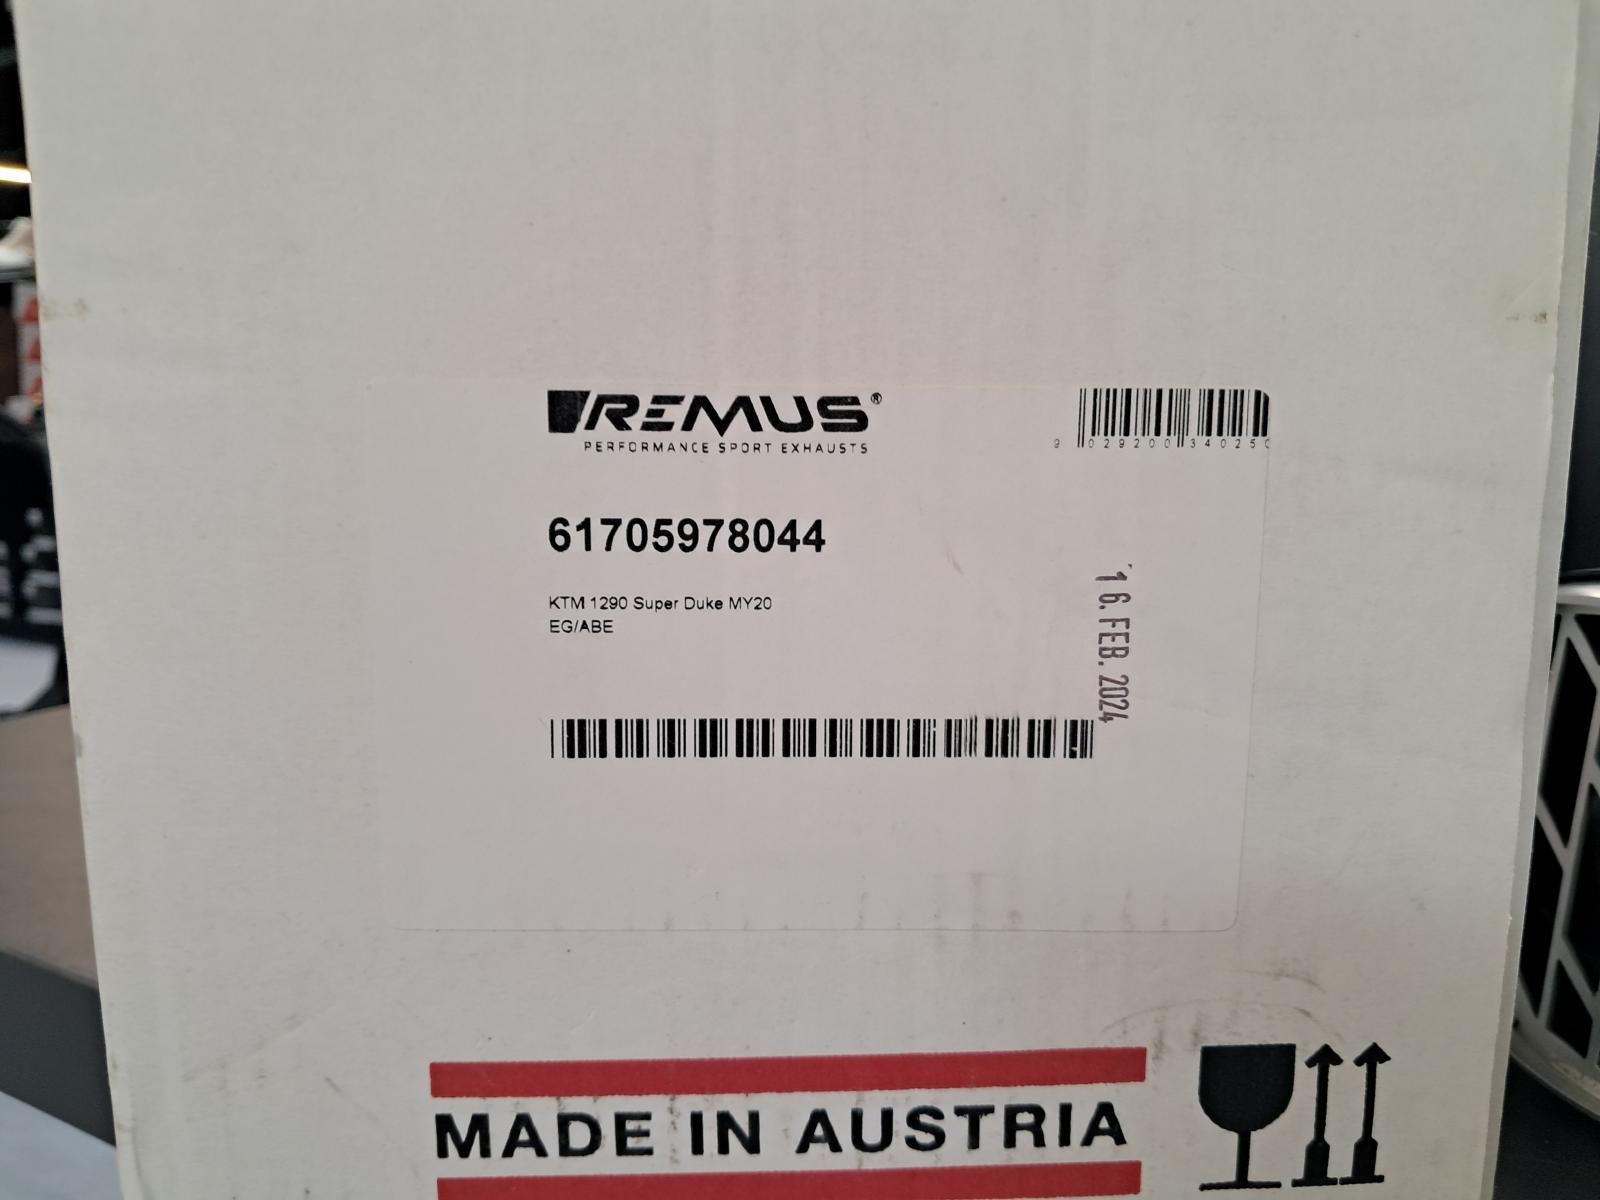 REMUS®
PERFORMANCE SPORT EXHAUSTS
9 029200 340250
61705978044
KTM 1290 Super Duke MY20
EG/ABE
16. FEB. 2024
MADE IN AUSTRIA